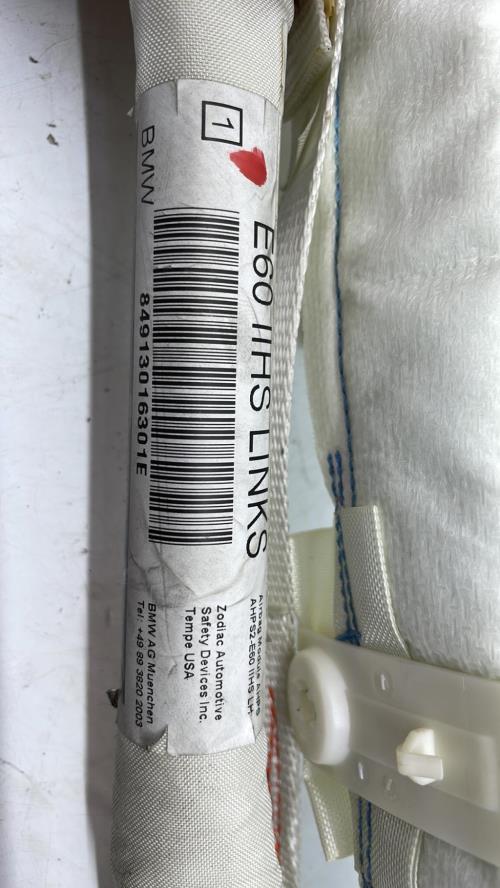 1
E60 IIHS LINKS
BMW
84913016301E
Airbag Module AHPS
AHPS2-E60 IIHS LH
Zodiac Automotive
Safety Devices Inc.
Tempe USA
BMW AG Muenchen
Tel: +49 89 3820 2003